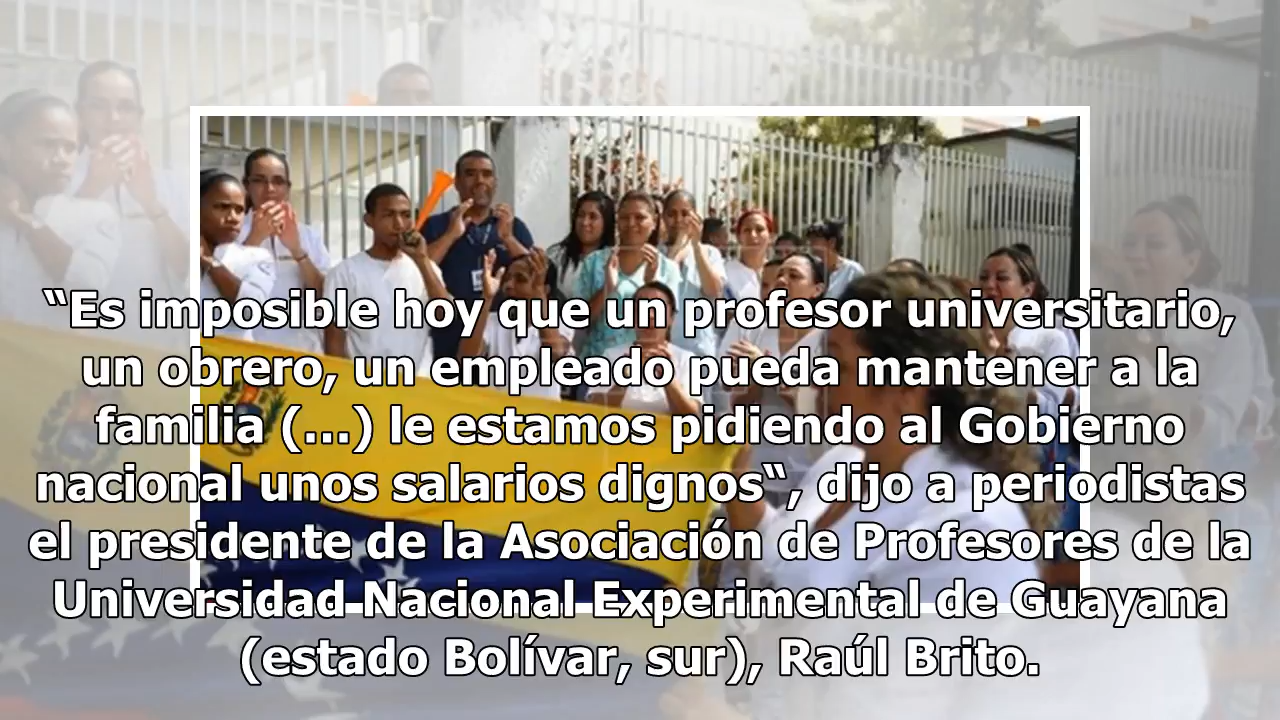 “Es imposible hoy que un profesor universitario,
un obrero, un empleado pueda mantener a la
familia (...) le estamos pidiendo al Gobierno
nacional unos salarios dignos“, dijo a periodistas
el presidente de la Asociación de Profesores de la
Universidad Nacional Experimental de Guayana
(estado Bolívar, sur), Raúl Brito.